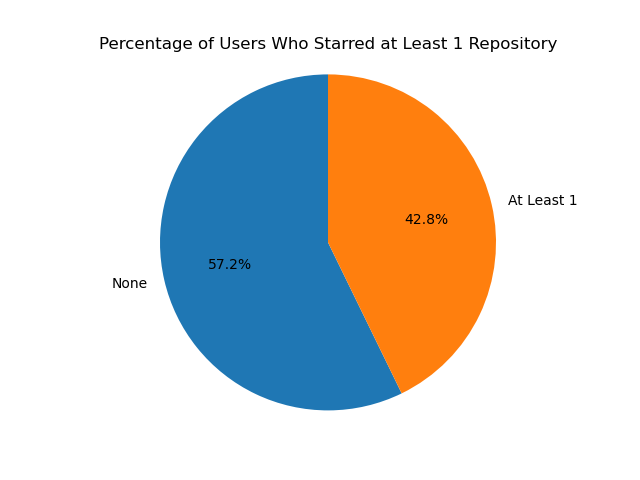 Percentage of Users Who Starred at Least 1 Repository
At Least 1
42.8%
57.2%
None